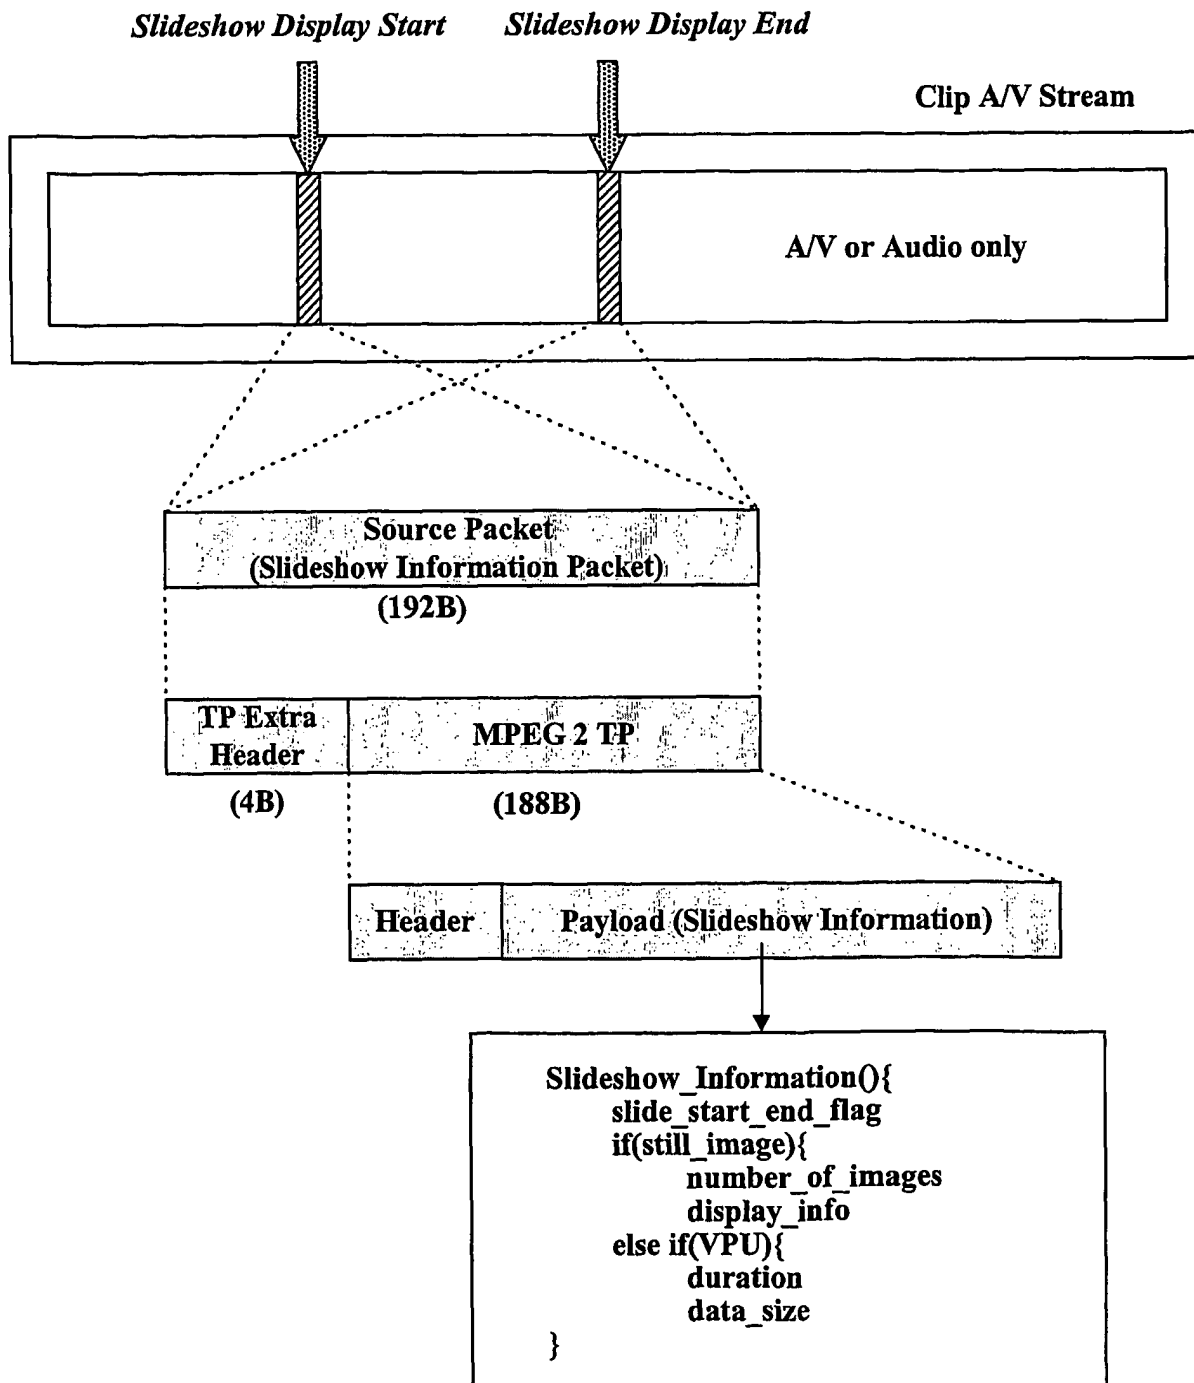 Slideshow Display Start
Slideshow Display End
Clip A/V Stream
A/V or Audio only
Source Packet
(Slideshow Information Packet)
(192B)
TP Extra
Header
MPEG 2 TP
(4B)
(188B)
Header
Payload (Slideshow Information)
Slideshow_Information(){
slide_start_end_flag
if(still_image){
number_of_images
display_info
else if(VPU){
duration
data_size
}